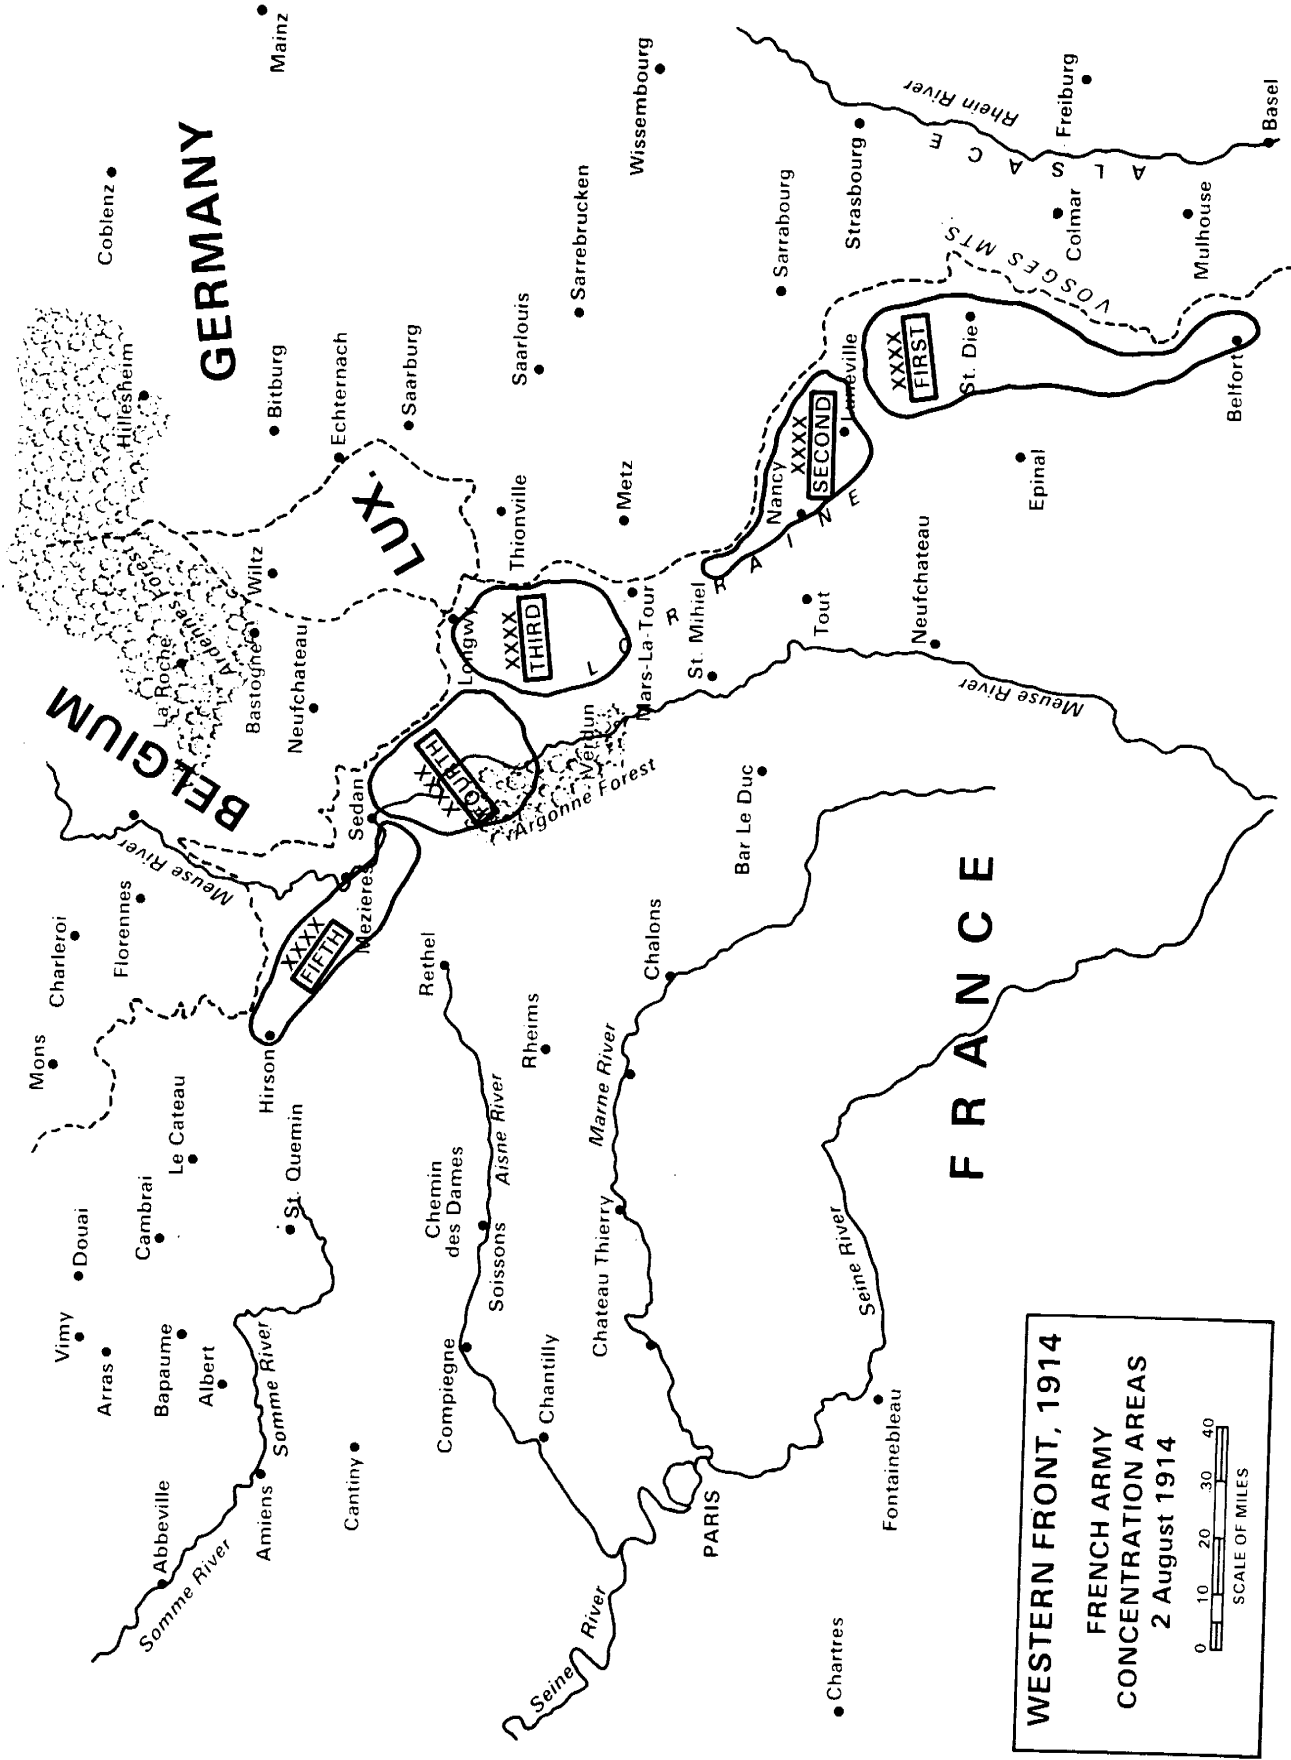 WESTERN FRONT, 1914
FRENCH ARMY
CONCENTRATION AREAS
2 August 1914
0 10 20 30 40
SCALE OF MILES
BELGIUM
GERMANY
LUX.
FRANCE
LORRAINE
ALSACE
VOSGES MTS.
Ardennes Forest
Argonne Forest
Somme River
Somme River
Seine River
Seine River
Aisne River
Marne River
Meuse River
Meuse River
Rhein River
XXXX
FIFTH
XXXX
FOURTH
XXXX
THIRD
XXXX
SECOND
XXXX
FIRST
Abbeville
Amiens
Vimy
Arras
Bapaume
Albert
Douai
Cambrai
Le Cateau
St. Quemin
Mons
Charleroi
Florennes
Hirson
Cantiny
Compiegne
Chantilly
Soissons
Chemin
des Dames
Chateau Thierry
Rheims
Rethel
Chalons
PARIS
Fontainebleau
Chartres
Mezieres
Sedan
Neufchateau
Bastogne
La Roche
Wiltz
Hillesheim
Coblenz
Mainz
Bitburg
Echternach
Saarburg
Saarlouis
Sarrebrucken
Wissembourg
Longwy
Thionville
Metz
Mars-La-Tour
Verdun
St. Mihiel
Bar Le Duc
Tout
Neufchateau
Nancy
Luneville
Sarrabourg
Strasbourg
St. Die
Epinal
Colmar
Freiburg
Mulhouse
Basel
Belfort